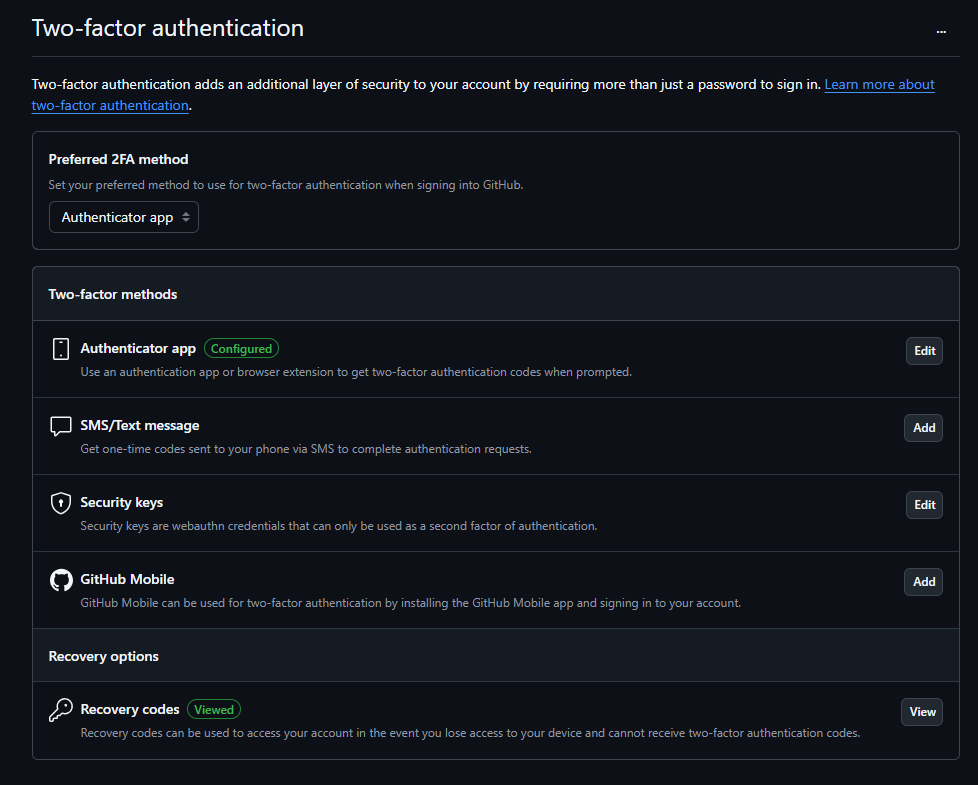 Two-factor authentication
...
Two-factor authentication adds an additional layer of security to your account by requiring more than just a password to sign in. Learn more about
two-factor authentication.
Preferred 2FA method
Set your preferred method to use for two-factor authentication when signing into GitHub.
Authenticator app
Two-factor methods
Authenticator app Configured
Edit
Use an authentication app or browser extension to get two-factor authentication codes when prompted.
SMS/Text message
Add
Get one-time codes sent to your phone via SMS to complete authentication requests.
Security keys
Edit
Security keys are webauthn credentials that can only be used as a second factor of authentication.
GitHub Mobile
Add
GitHub Mobile can be used for two-factor authentication by installing the GitHub Mobile app and signing in to your account.
Recovery options
Recovery codes Viewed
View
Recovery codes can be used to access your account in the event you lose access to your device and cannot receive two-factor authentication codes.